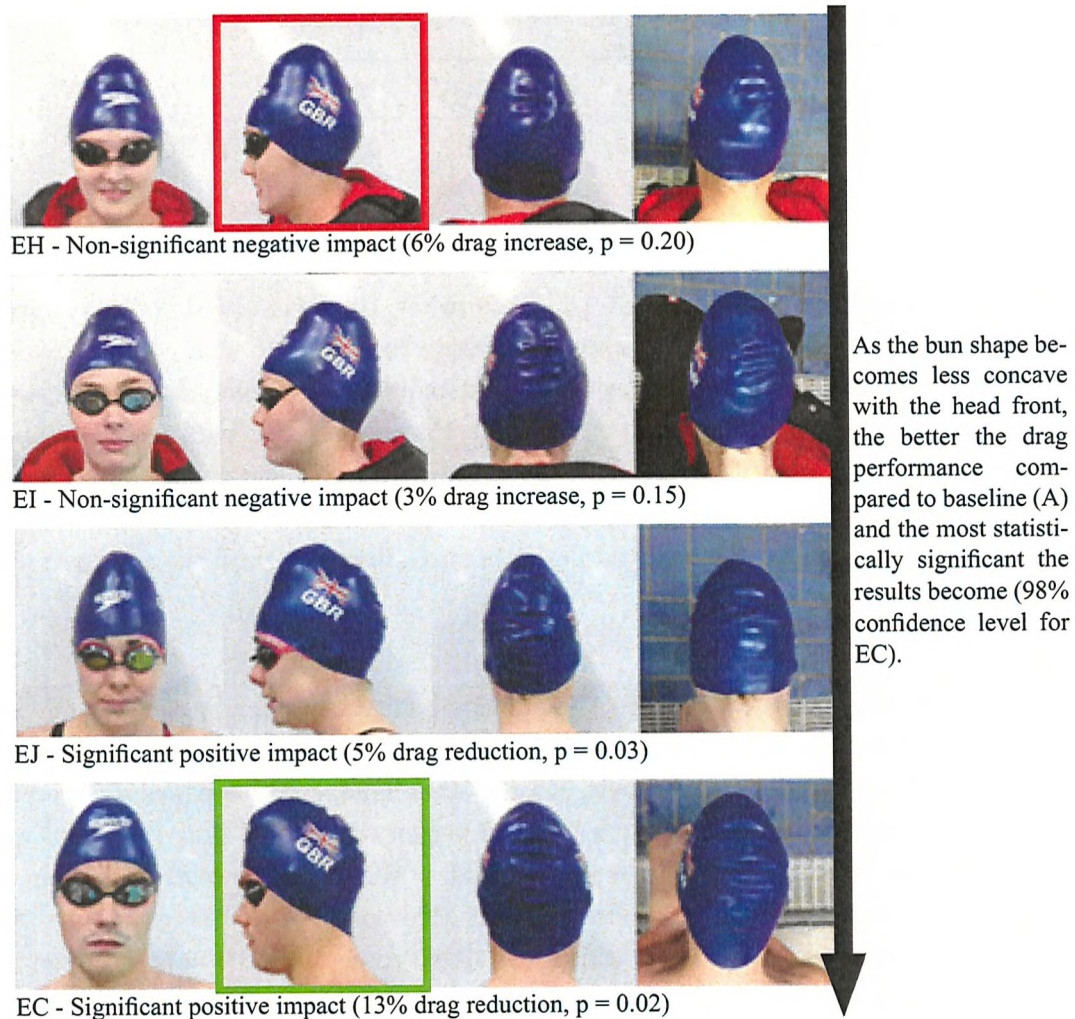 GBR
EH - Non-significant negative impact (6% drag increase, p = 0.20)
GBR
EI - Non-significant negative impact (3% drag increase, p = 0.15)
GBR
EJ - Significant positive impact (5% drag reduction, p = 0.03)
GBR
EC - Significant positive impact (13% drag reduction, p = 0.02)
As the bun shape be-
comes less concave
with the head front,
the better the drag
performance com-
pared to baseline (A)
and the most statisti-
cally significant the
results become (98%
confidence level for
EC).